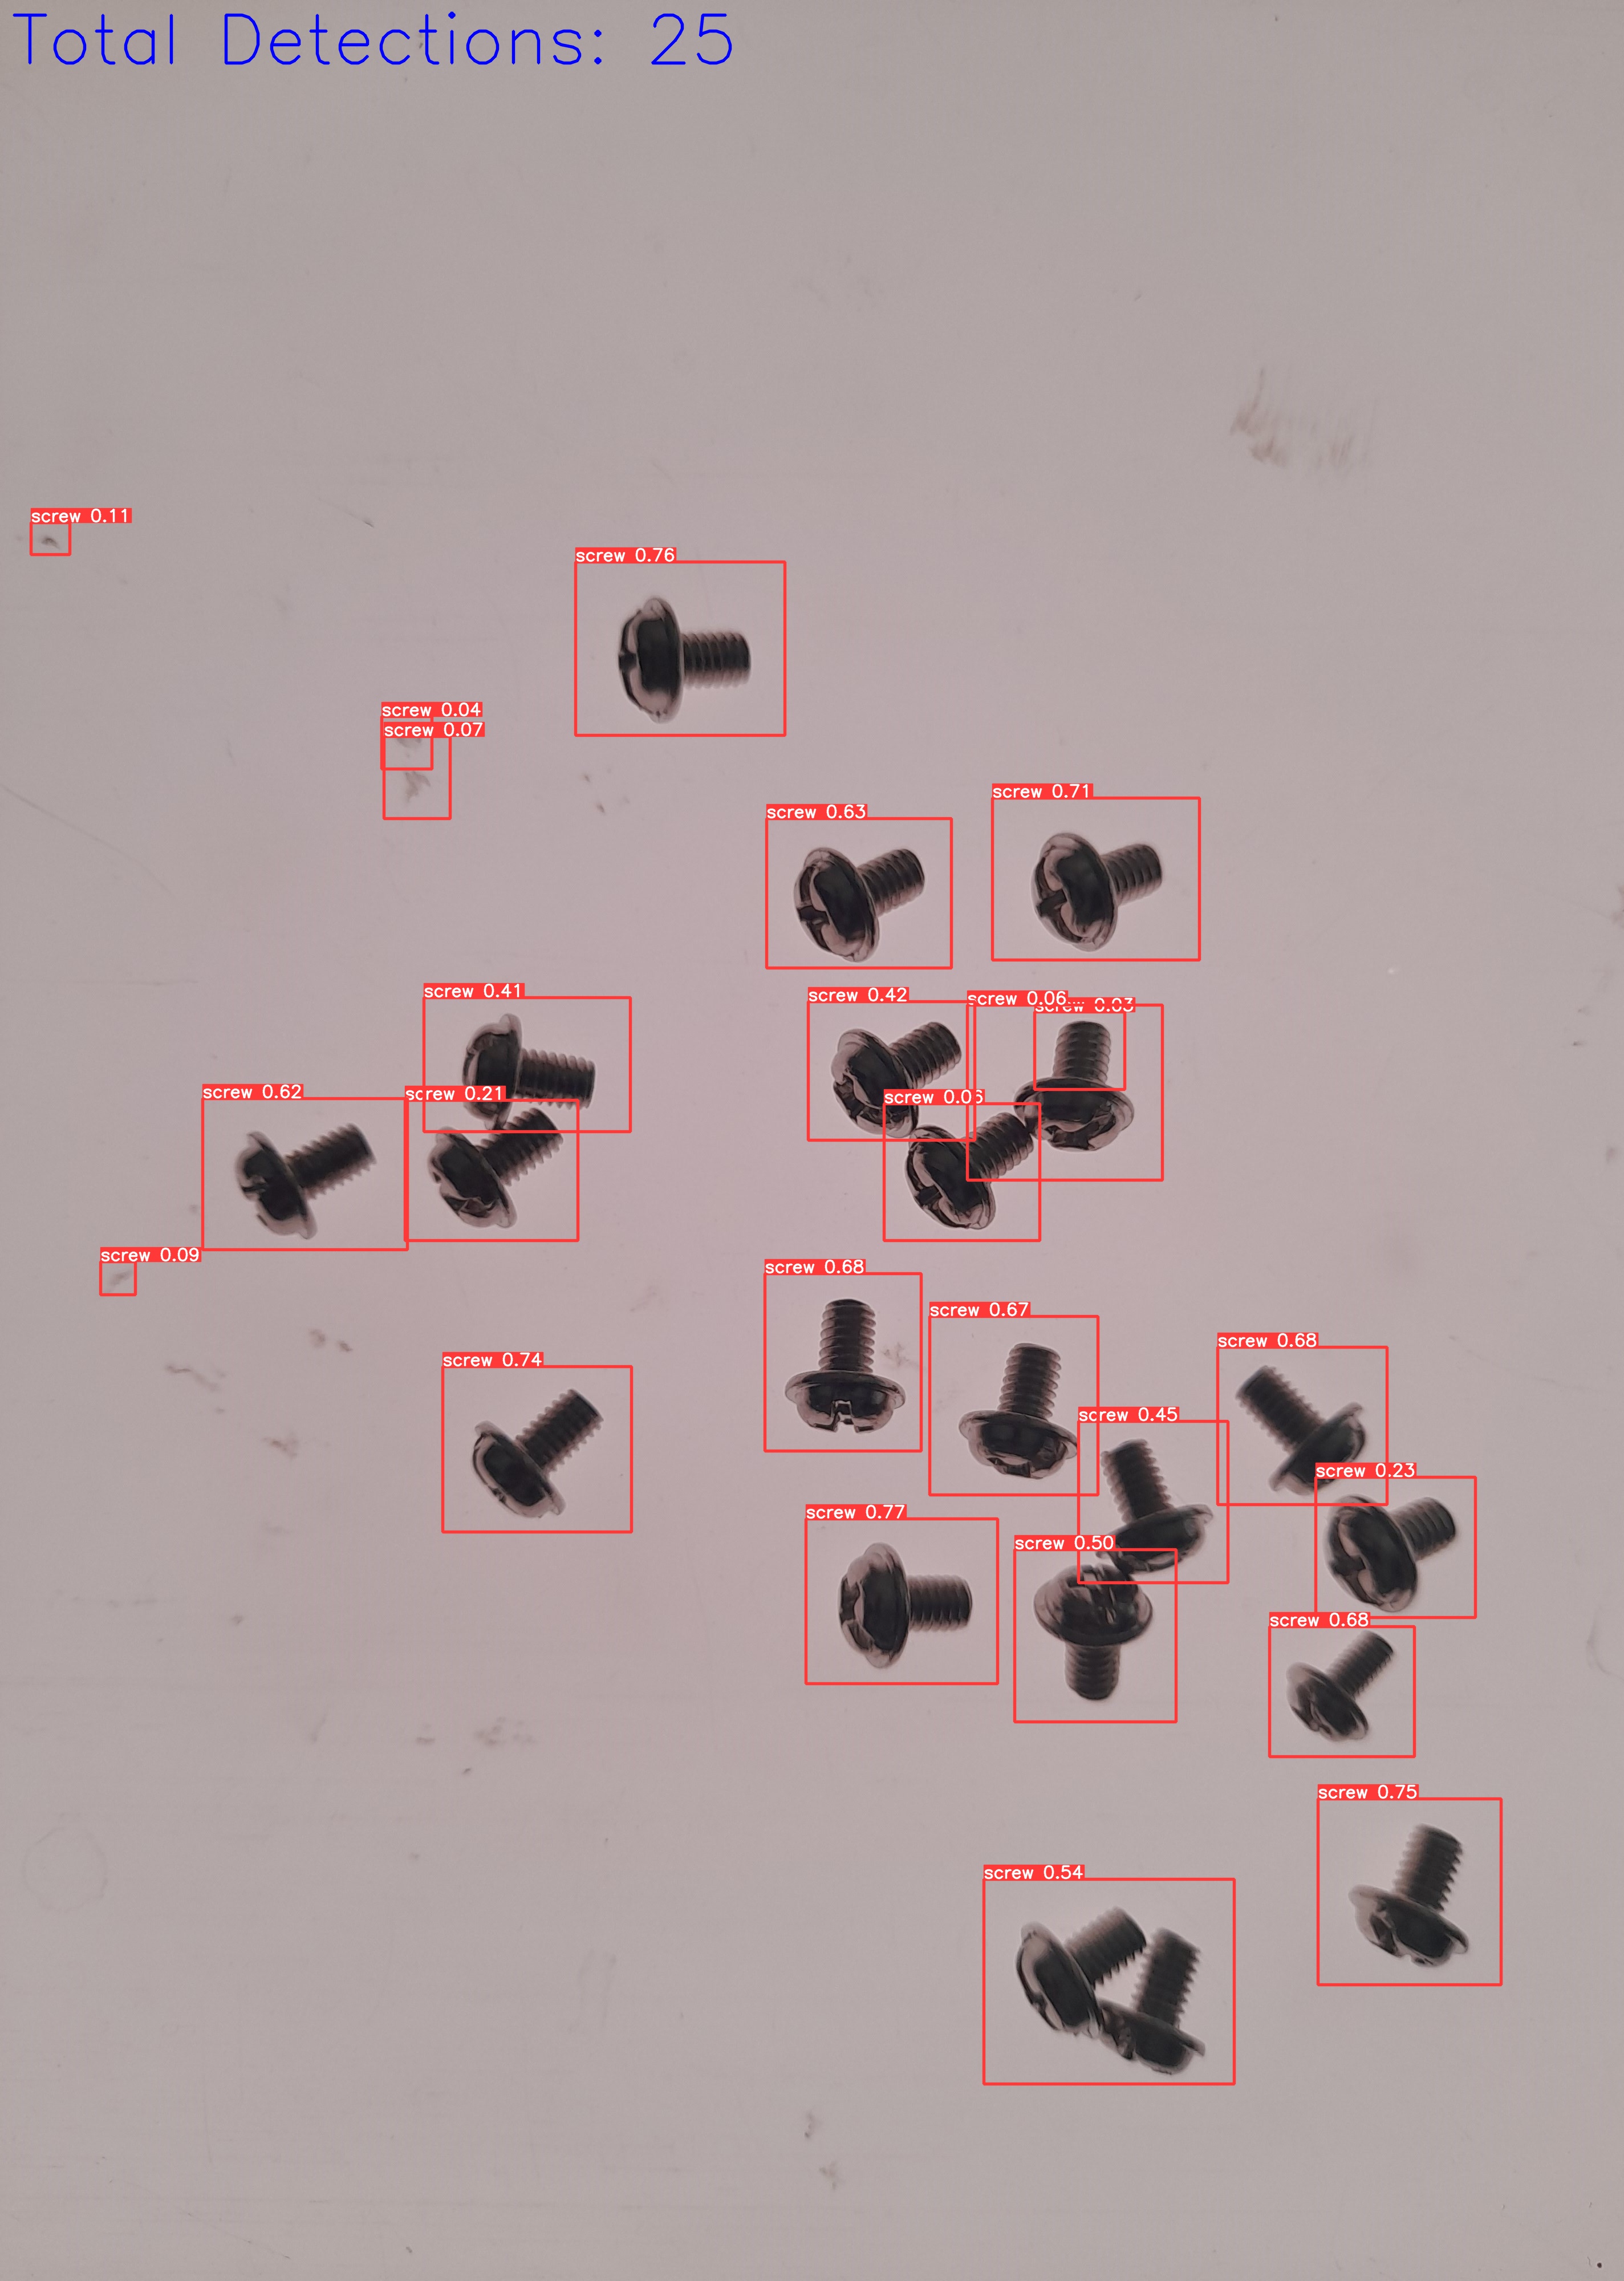 Total Detections: 25
screw 0.11
screw 0.76
screw 0.04
screw 0.07
screw 0.71
screw 0.63
screw 0.41
screw 0.42
screw 0.06
screw 0.03
screw 0.62
screw 0.21
screw 0.06
screw 0.09
screw 0.68
screw 0.67
screw 0.68
screw 0.74
screw 0.45
screw 0.23
screw 0.77
screw 0.50
screw 0.68
screw 0.75
screw 0.54